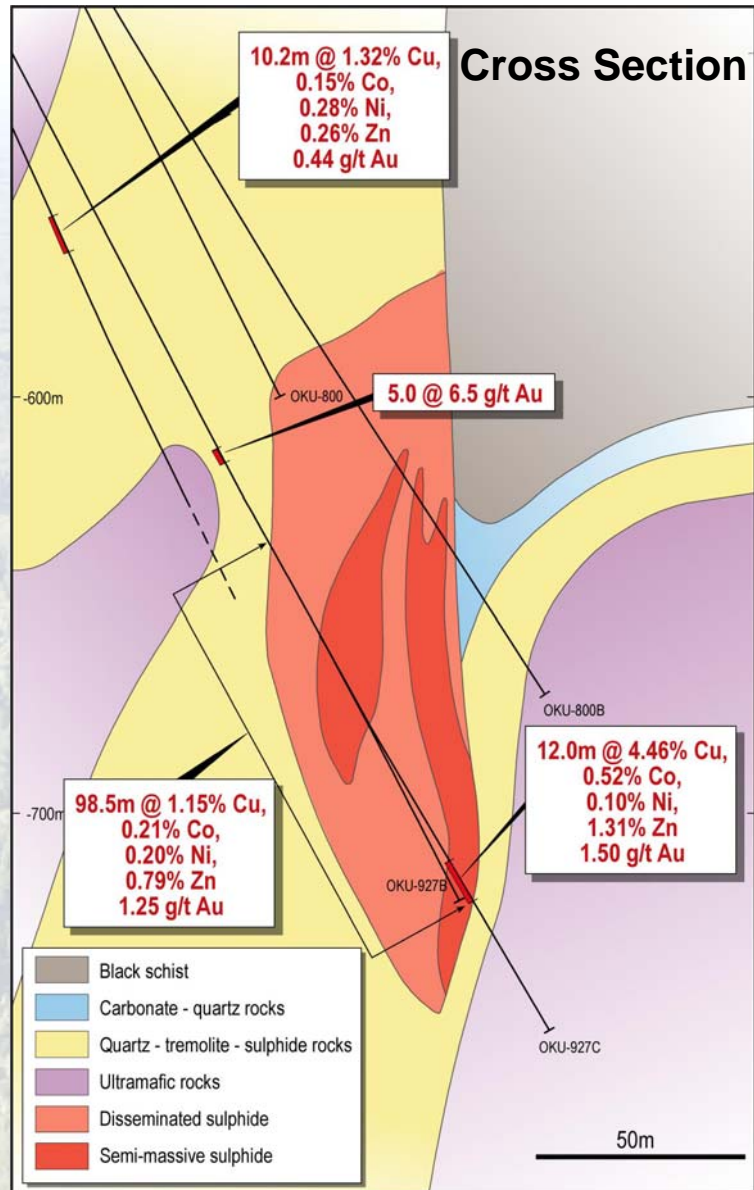 Cross Section
10.2m @ 1.32% Cu,
0.15% Co,
0.28% Ni,
0.26% Zn
0.44 g/t Au
-600m
OKU-800
5.0 @ 6.5 g/t Au
OKU-800B
12.0m @ 4.46% Cu,
0.52% Co,
0.10% Ni,
1.31% Zn
1.50 g/t Au
98.5m @ 1.15% Cu,
0.21% Co,
0.20% Ni,
0.79% Zn
1.25 g/t Au
-700m
OKU-927B
OKU-927C
Black schist
Carbonate - quartz rocks
Quartz - tremolite - sulphide rocks
Ultramafic rocks
Disseminated sulphide
Semi-massive sulphide
50m